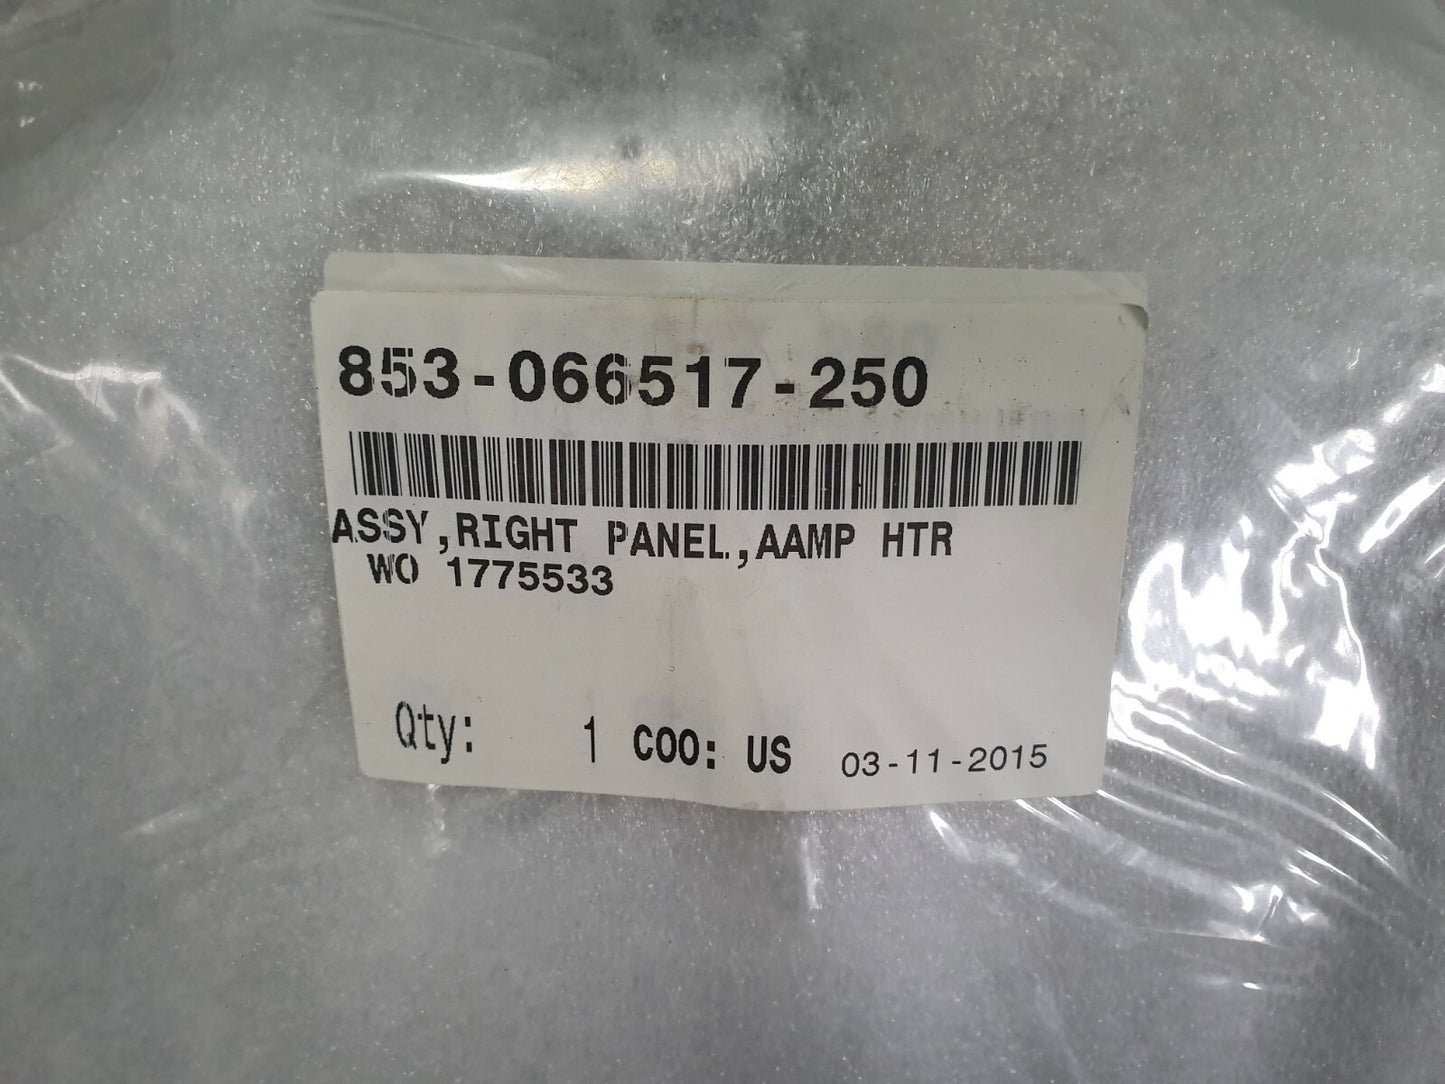 853-066517-250
ASSY,RIGHT PANEL,AAMP HTR
WO 1775533
Qty: 1 COO: US 03-11-2015